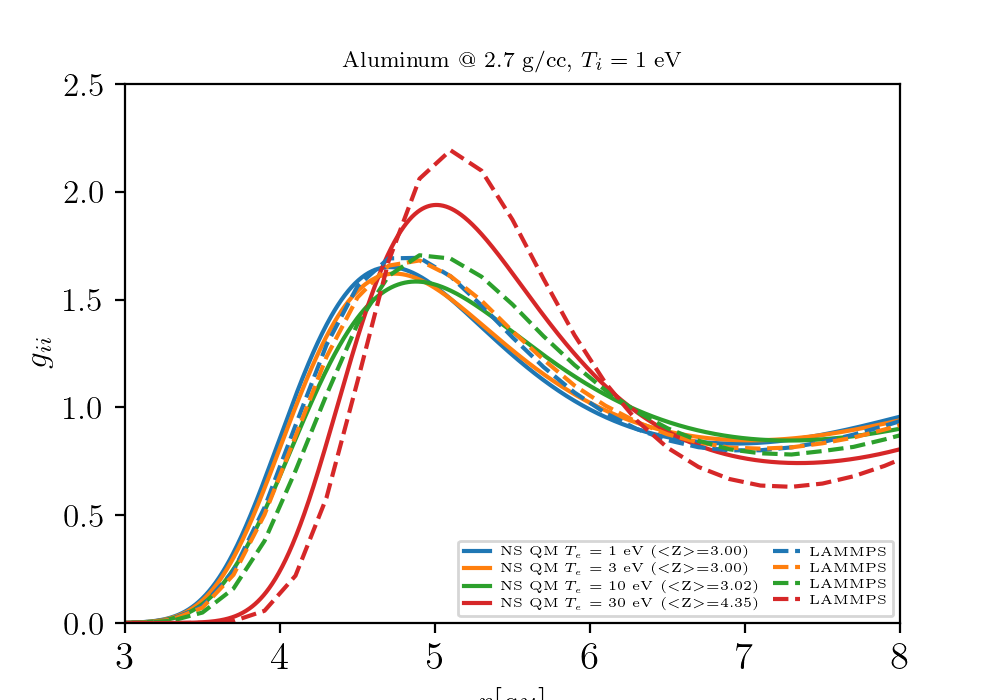 Aluminum @ 2.7 g/cc, T_i = 1 eV
2.5
2.0
1.5
1.0
0.5
0.0
g_ii
NS QM T_e = 1 eV (<Z>=3.00)
NS QM T_e = 3 eV (<Z>=3.00)
NS QM T_e = 10 eV (<Z>=3.02)
NS QM T_e = 30 eV (<Z>=4.35)
LAMMPS
LAMMPS
LAMMPS
LAMMPS
3 4 5 6 7 8
r[au]